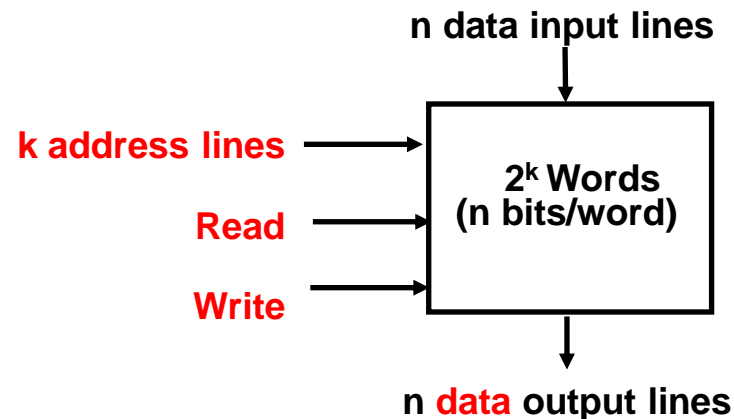 n data input lines
k address lines
2ᵏ Words
(n bits/word)
Read
Write
n data output lines